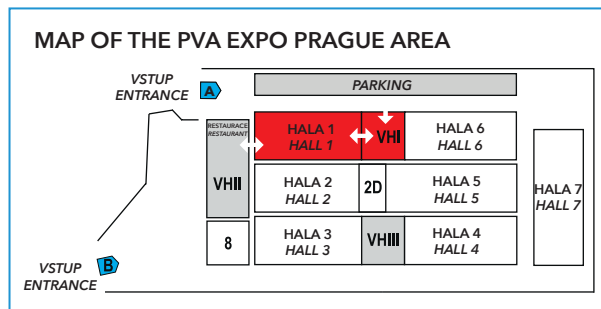 MAP OF THE PVA EXPO PRAGUE AREA
VSTUP
ENTRANCE
A
PARKING
RESTAURACE
RESTAURANT
HALA 1
HALL 1
VHI
HALA 6
HALL 6
VHII
HALA 2
HALL 2
2D
HALA 5
HALL 5
HALA 7
HALL 7
8
HALA 3
HALL 3
VHIII
HALA 4
HALL 4
VSTUP
ENTRANCE
B